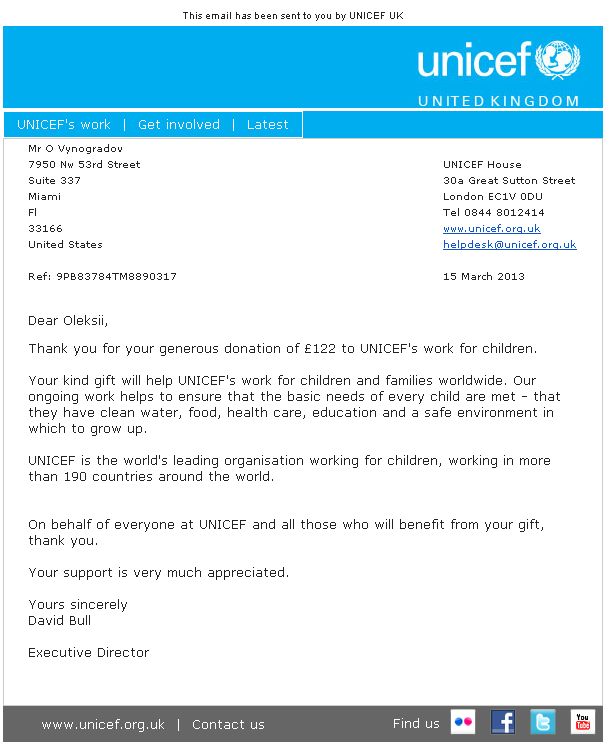 This email has been sent to you by UNICEF UK
unicef
UNITED KINGDOM
UNICEF's work | Get involved | Latest
Mr O Vynogradov
7950 Nw 53rd Street
Suite 337
Miami
Fl
33166
United States
UNICEF House
30a Great Sutton Street
London EC1V 0DU
Tel 0844 8012414
www.unicef.org.uk
helpdesk@unicef.org.uk
Ref: 9PB83784TM8890317
15 March 2013
Dear Oleksii,
Thank you for your generous donation of £122 to UNICEF's work for children.
Your kind gift will help UNICEF's work for children and families worldwide. Our
ongoing work helps to ensure that the basic needs of every child are met – that
they have clean water, food, health care, education and a safe environment in
which to grow up.
UNICEF is the world's leading organisation working for children, working in more
than 190 countries around the world.
On behalf of everyone at UNICEF and all those who will benefit from your gift,
thank you.
Your support is very much appreciated.
Yours sincerely
David Bull
Executive Director
www.unicef.org.uk | Contact us
Find us
You
Tube